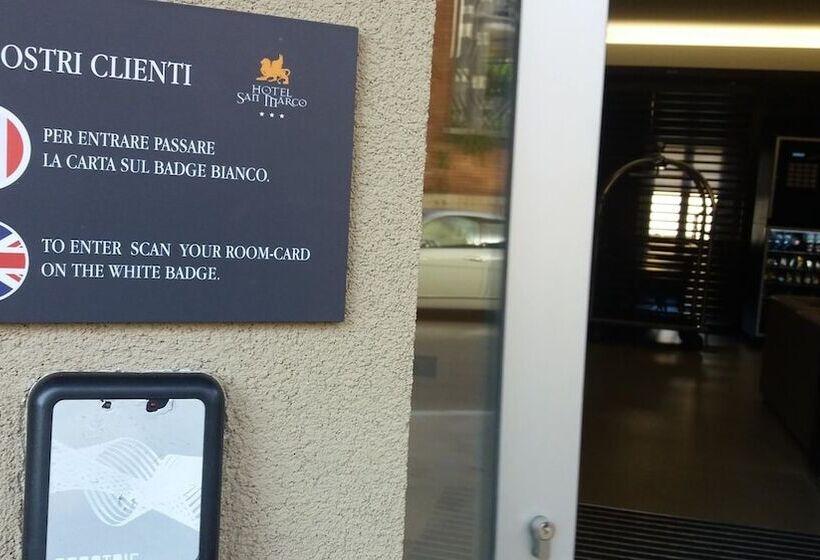 OSTRI CLIENTI
HOTEL
SAN MARCO
PER ENTRARE PASSARE
LA CARTA SUL BADGE BIANCO.
TO ENTER SCAN YOUR ROOM-CARD
ON THE WHITE BADGE.